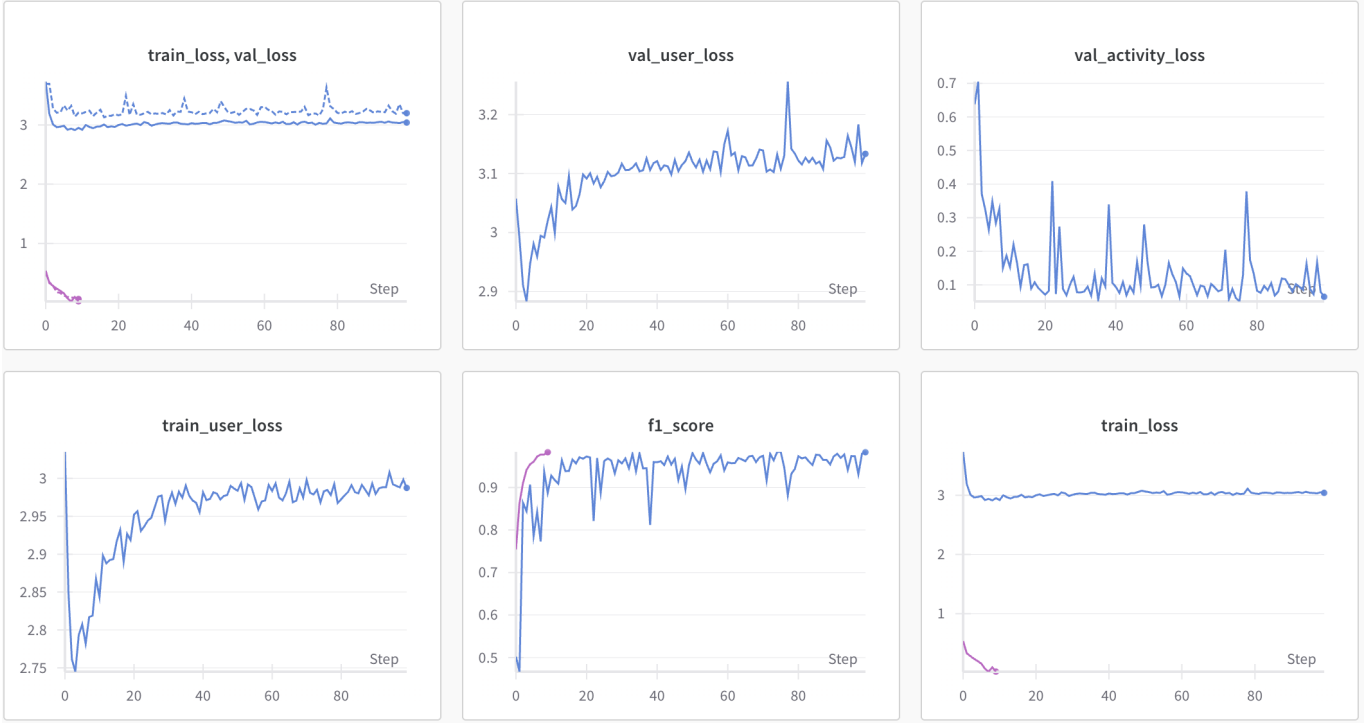 train_loss, val_loss
3
2
1
Step
0 20 40 60 80
val_user_loss
3.2
3.1
3
2.9
Step
0 20 40 60 80
val_activity_loss
0.7
0.6
0.5
0.4
0.3
0.2
0.1
Step
0 20 40 60 80
train_user_loss
3
2.95
2.9
2.85
2.8
2.75
Step
0 20 40 60 80
f1_score
0.9
0.8
0.7
0.6
0.5
Step
0 20 40 60 80
train_loss
3
2
1
Step
0 20 40 60 80